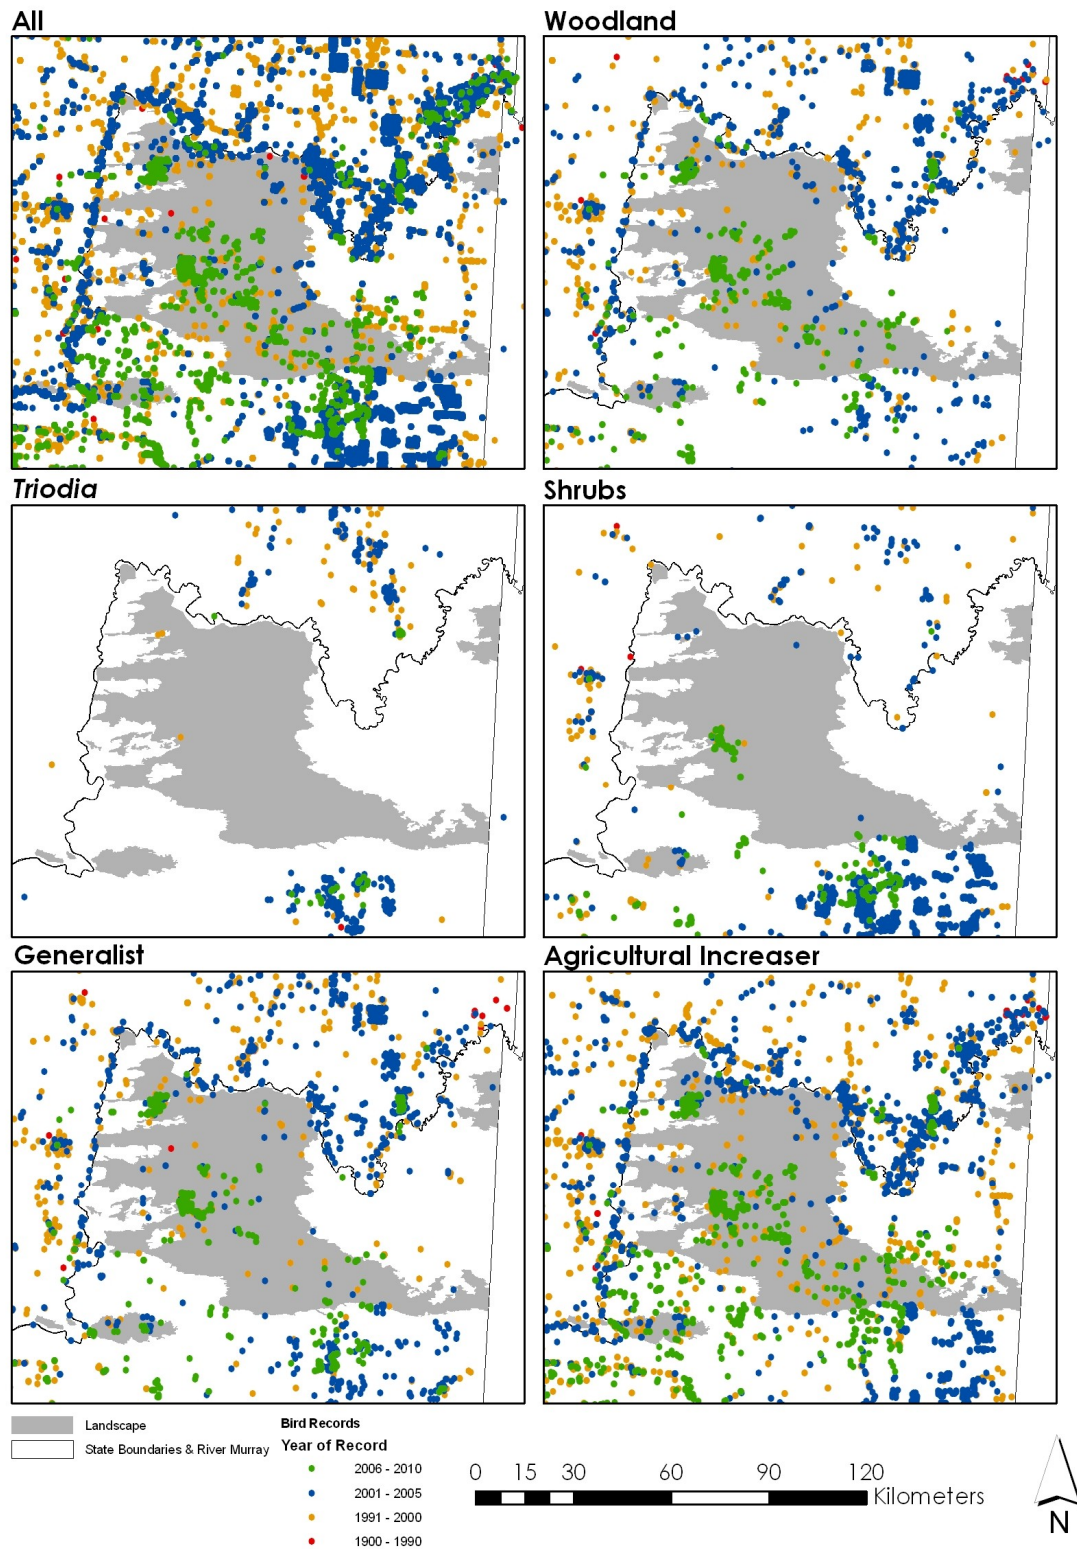 All
Woodland
Triodia
Shrubs
Generalist
Agricultural Increaser
Landscape
State Boundaries & River Murray
Bird Records
Year of Record
2006 - 2010
2001 - 2005
1991 - 2000
1900 - 1990
0 15 30 60 90 120
Kilometers
N